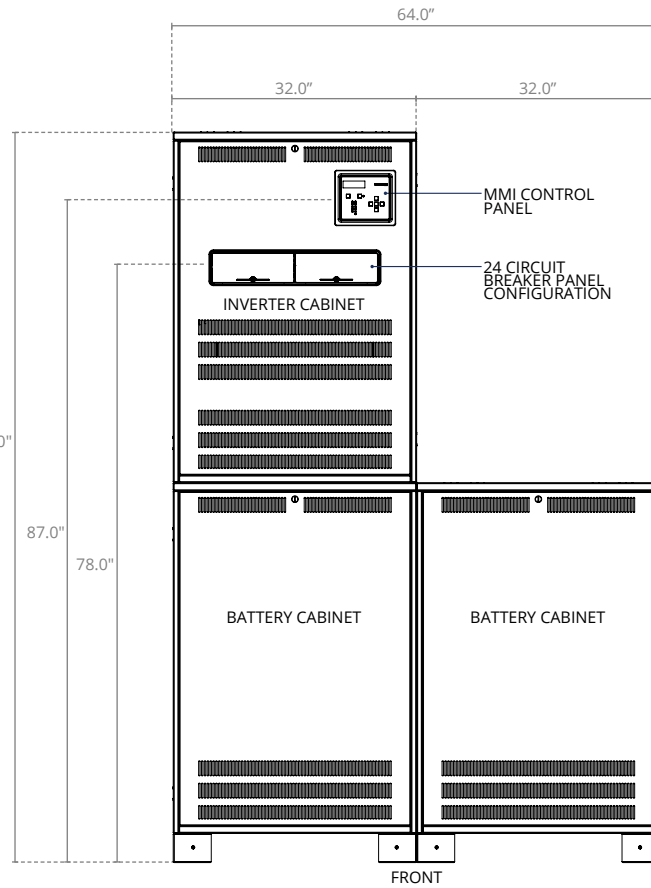 64.0"
32.0"
32.0"
MMI CONTROL
PANEL
24 CIRCUIT
BREAKER PANEL
CONFIGURATION
INVERTER CABINET
0"
87.0"
78.0"
BATTERY CABINET
BATTERY CABINET
FRONT